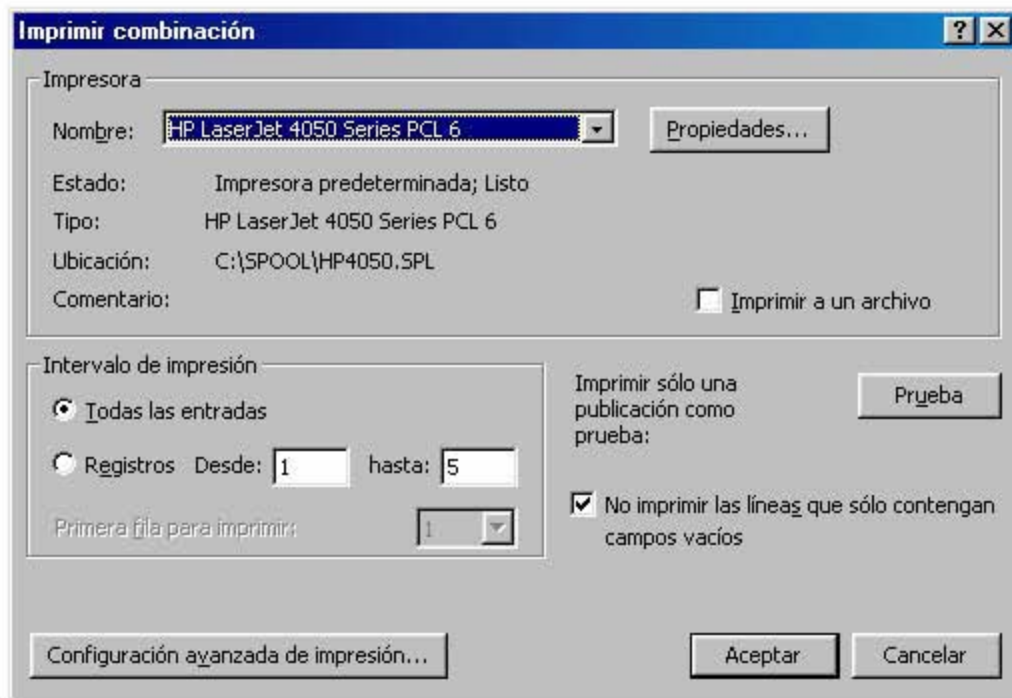 Imprimir combinación
Impresora
Nombre: HP LaserJet 4050 Series PCL 6 Propiedades...
Estado: Impresora predeterminada; Listo
Tipo: HP LaserJet 4050 Series PCL 6
Ubicación: C:\SPOOL\HP4050.SPL
Comentario: Imprimir a un archivo
Intervalo de impresión
Todas las entradas
Registros Desde: 1 hasta: 5
Primera fila para imprimir: 1
Imprimir sólo una
publicación como
prueba:
Prueba
No imprimir las líneas que sólo contengan
campos vacíos
Configuración avanzada de impresión... Aceptar Cancelar